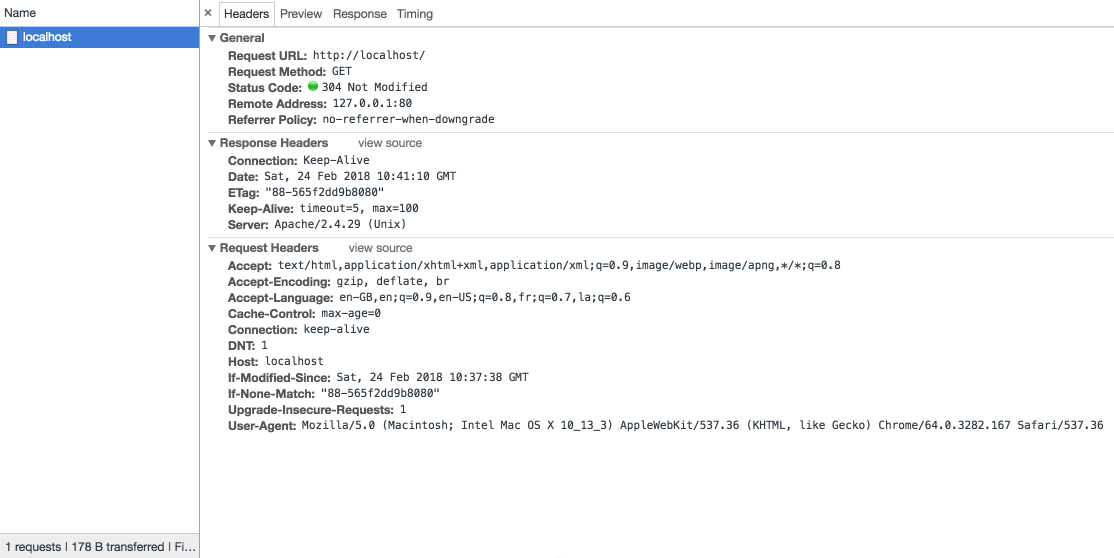 Name
localhost
× Headers Preview Response Timing
▼ General
Request URL: http://localhost/
Request Method: GET
Status Code: 304 Not Modified
Remote Address: 127.0.0.1:80
Referrer Policy: no-referrer-when-downgrade
▼ Response Headers view source
Connection: Keep-Alive
Date: Sat, 24 Feb 2018 10:41:10 GMT
ETag: "88-565f2dd9b8080"
Keep-Alive: timeout=5, max=100
Server: Apache/2.4.29 (Unix)
▼ Request Headers view source
Accept: text/html,application/xhtml+xml,application/xml;q=0.9,image/webp,image/apng,*/*;q=0.8
Accept-Encoding: gzip, deflate, br
Accept-Language: en-GB,en;q=0.9,en-US;q=0.8,fr;q=0.7,la;q=0.6
Cache-Control: max-age=0
Connection: keep-alive
DNT: 1
Host: localhost
If-Modified-Since: Sat, 24 Feb 2018 10:37:38 GMT
If-None-Match: "88-565f2dd9b8080"
Upgrade-Insecure-Requests: 1
User-Agent: Mozilla/5.0 (Macintosh; Intel Mac OS X 10_13_3) AppleWebKit/537.36 (KHTML, like Gecko) Chrome/64.0.3282.167 Safari/537.36
1 requests | 178 B transferred | Fi…